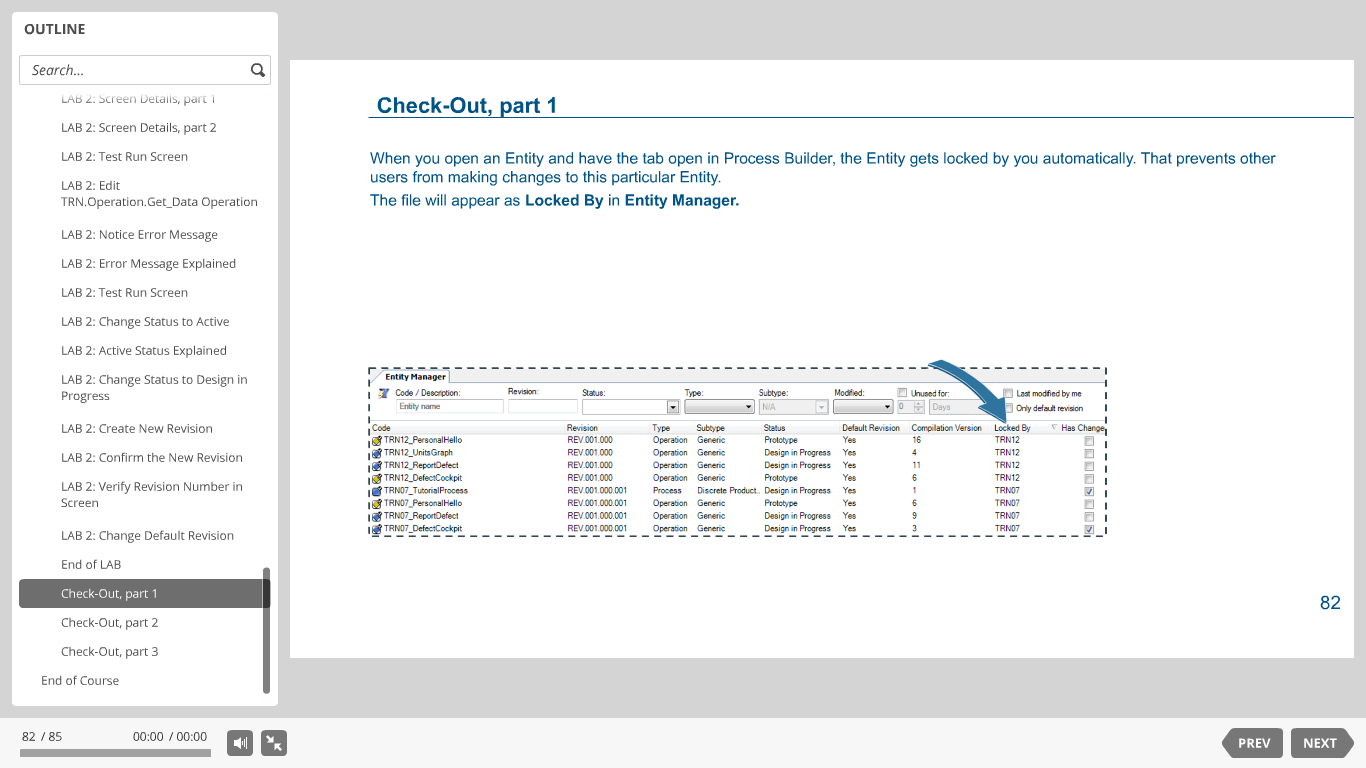 OUTLINE
Search...
LAB 2: Screen Details, part 1
LAB 2: Screen Details, part 2
LAB 2: Test Run Screen
LAB 2: Edit
TRN.Operation.Get_Data Operation
LAB 2: Notice Error Message
LAB 2: Error Message Explained
LAB 2: Test Run Screen
LAB 2: Change Status to Active
LAB 2: Active Status Explained
LAB 2: Change Status to Design in
Progress
LAB 2: Create New Revision
LAB 2: Confirm the New Revision
LAB 2: Verify Revision Number in
Screen
LAB 2: Change Default Revision
End of LAB
Check-Out, part 1
Check-Out, part 2
Check-Out, part 3
End of Course
Check-Out, part 1
When you open an Entity and have the tab open in Process Builder, the Entity gets locked by you automatically. That prevents other
users from making changes to this particular Entity.
The file will appear as Locked By in Entity Manager.
Entity Manager
Code / Description: Revision: Status: Type: Subtype: Modified: Unused for: Last modified by me
Entity name N/A 0 Days Only default revision
Code Revision Type Subtype Status Default Revision Compilation Version Locked By Has Change
TRN12_PersonalHello REV.001.000 Operation Generic Prototype Yes 16 TRN12
TRN12_UnitsGraph REV.001.000 Operation Generic Design in Progress Yes 4 TRN12
TRN12_ReportDefect REV.001.000 Operation Generic Design in Progress Yes 11 TRN12
TRN12_DefectCockpit REV.001.000 Operation Generic Prototype Yes 6 TRN12
TRN07_TutorialProcess REV.001.000.001 Process Discrete Product.. Design in Progress Yes 1 TRN07
TRN07_PersonalHello REV.001.000.001 Operation Generic Prototype Yes 6 TRN07
TRN07_ReportDefect REV.001.000.001 Operation Generic Design in Progress Yes 9 TRN07
TRN07_DefectCockpit REV.001.000.001 Operation Generic Design in Progress Yes 3 TRN07
82
82 / 85 00:00 / 00:00
PREV NEXT